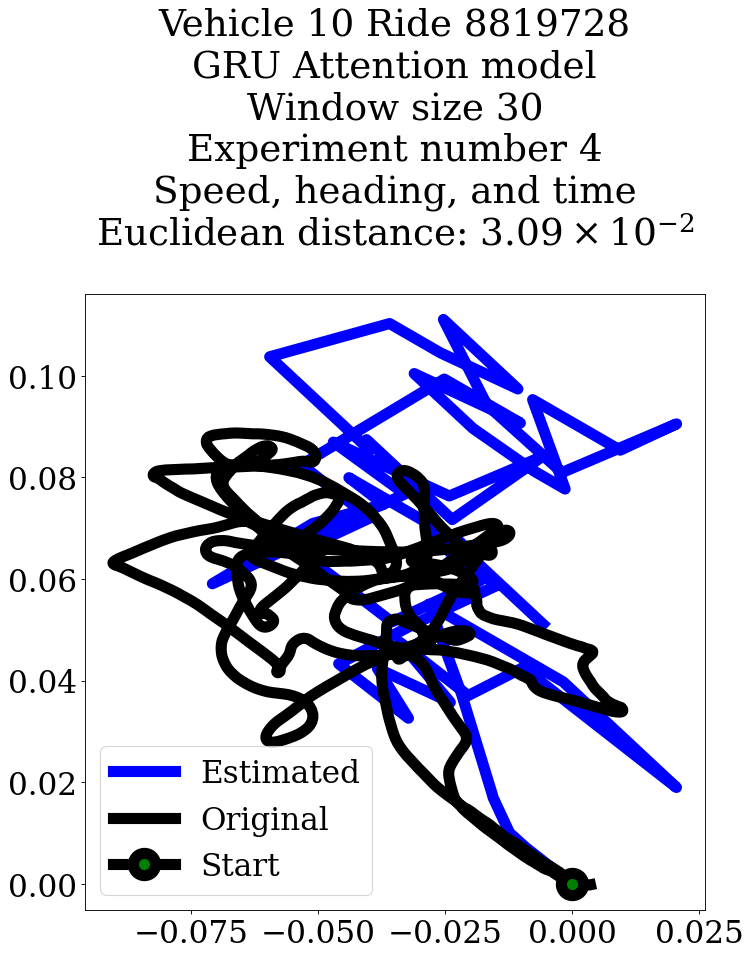 Vehicle 10 Ride 8819728
GRU Attention model
Window size 30
Experiment number 4
Speed, heading, and time
Euclidean distance: 3.09 × 10⁻²
0.10
0.08
0.06
0.04
0.02
0.00
Estimated
Original
Start
−0.075 −0.050 −0.025 0.000 0.025